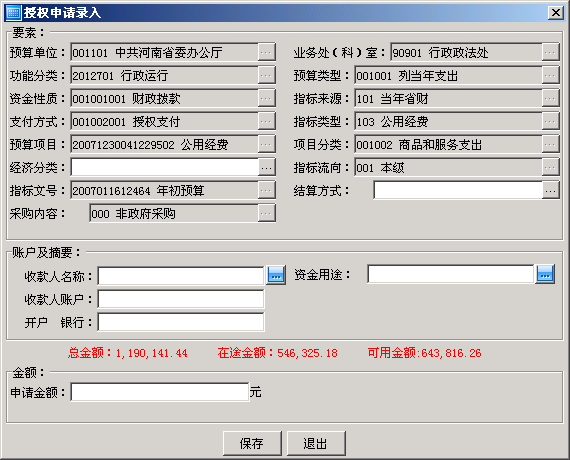 授权申请录入
要素：
预算单位：001101 中共河南省委办公厅 ... 业务处（科）室：90901 行政政法处 ...
功能分类：2012701 行政运行 ... 预算类型：001001 列当年支出 ...
资金性质：001001001 财政拨款 ... 指标来源：101 当年省财 ...
支付方式：001002001 授权支付 ... 指标类型：103 公用经费 ...
预算项目：20071230041229502 公用经费 ... 项目分类：001002 商品和服务支出 ...
经济分类： ... 指标流向：001 本级 ...
指标文号：2007011612464 年初预算 ... 结算方式： ...
采购内容： 000 非政府采购 ...
账户及摘要：
收款人名称： ... 资金用途： ...
收款人账户：
开户 银行：
总金额：1,190,141.44 在途金额：546,325.18 可用金额:643,816.26
金额：
申请金额： 元
保存 退出